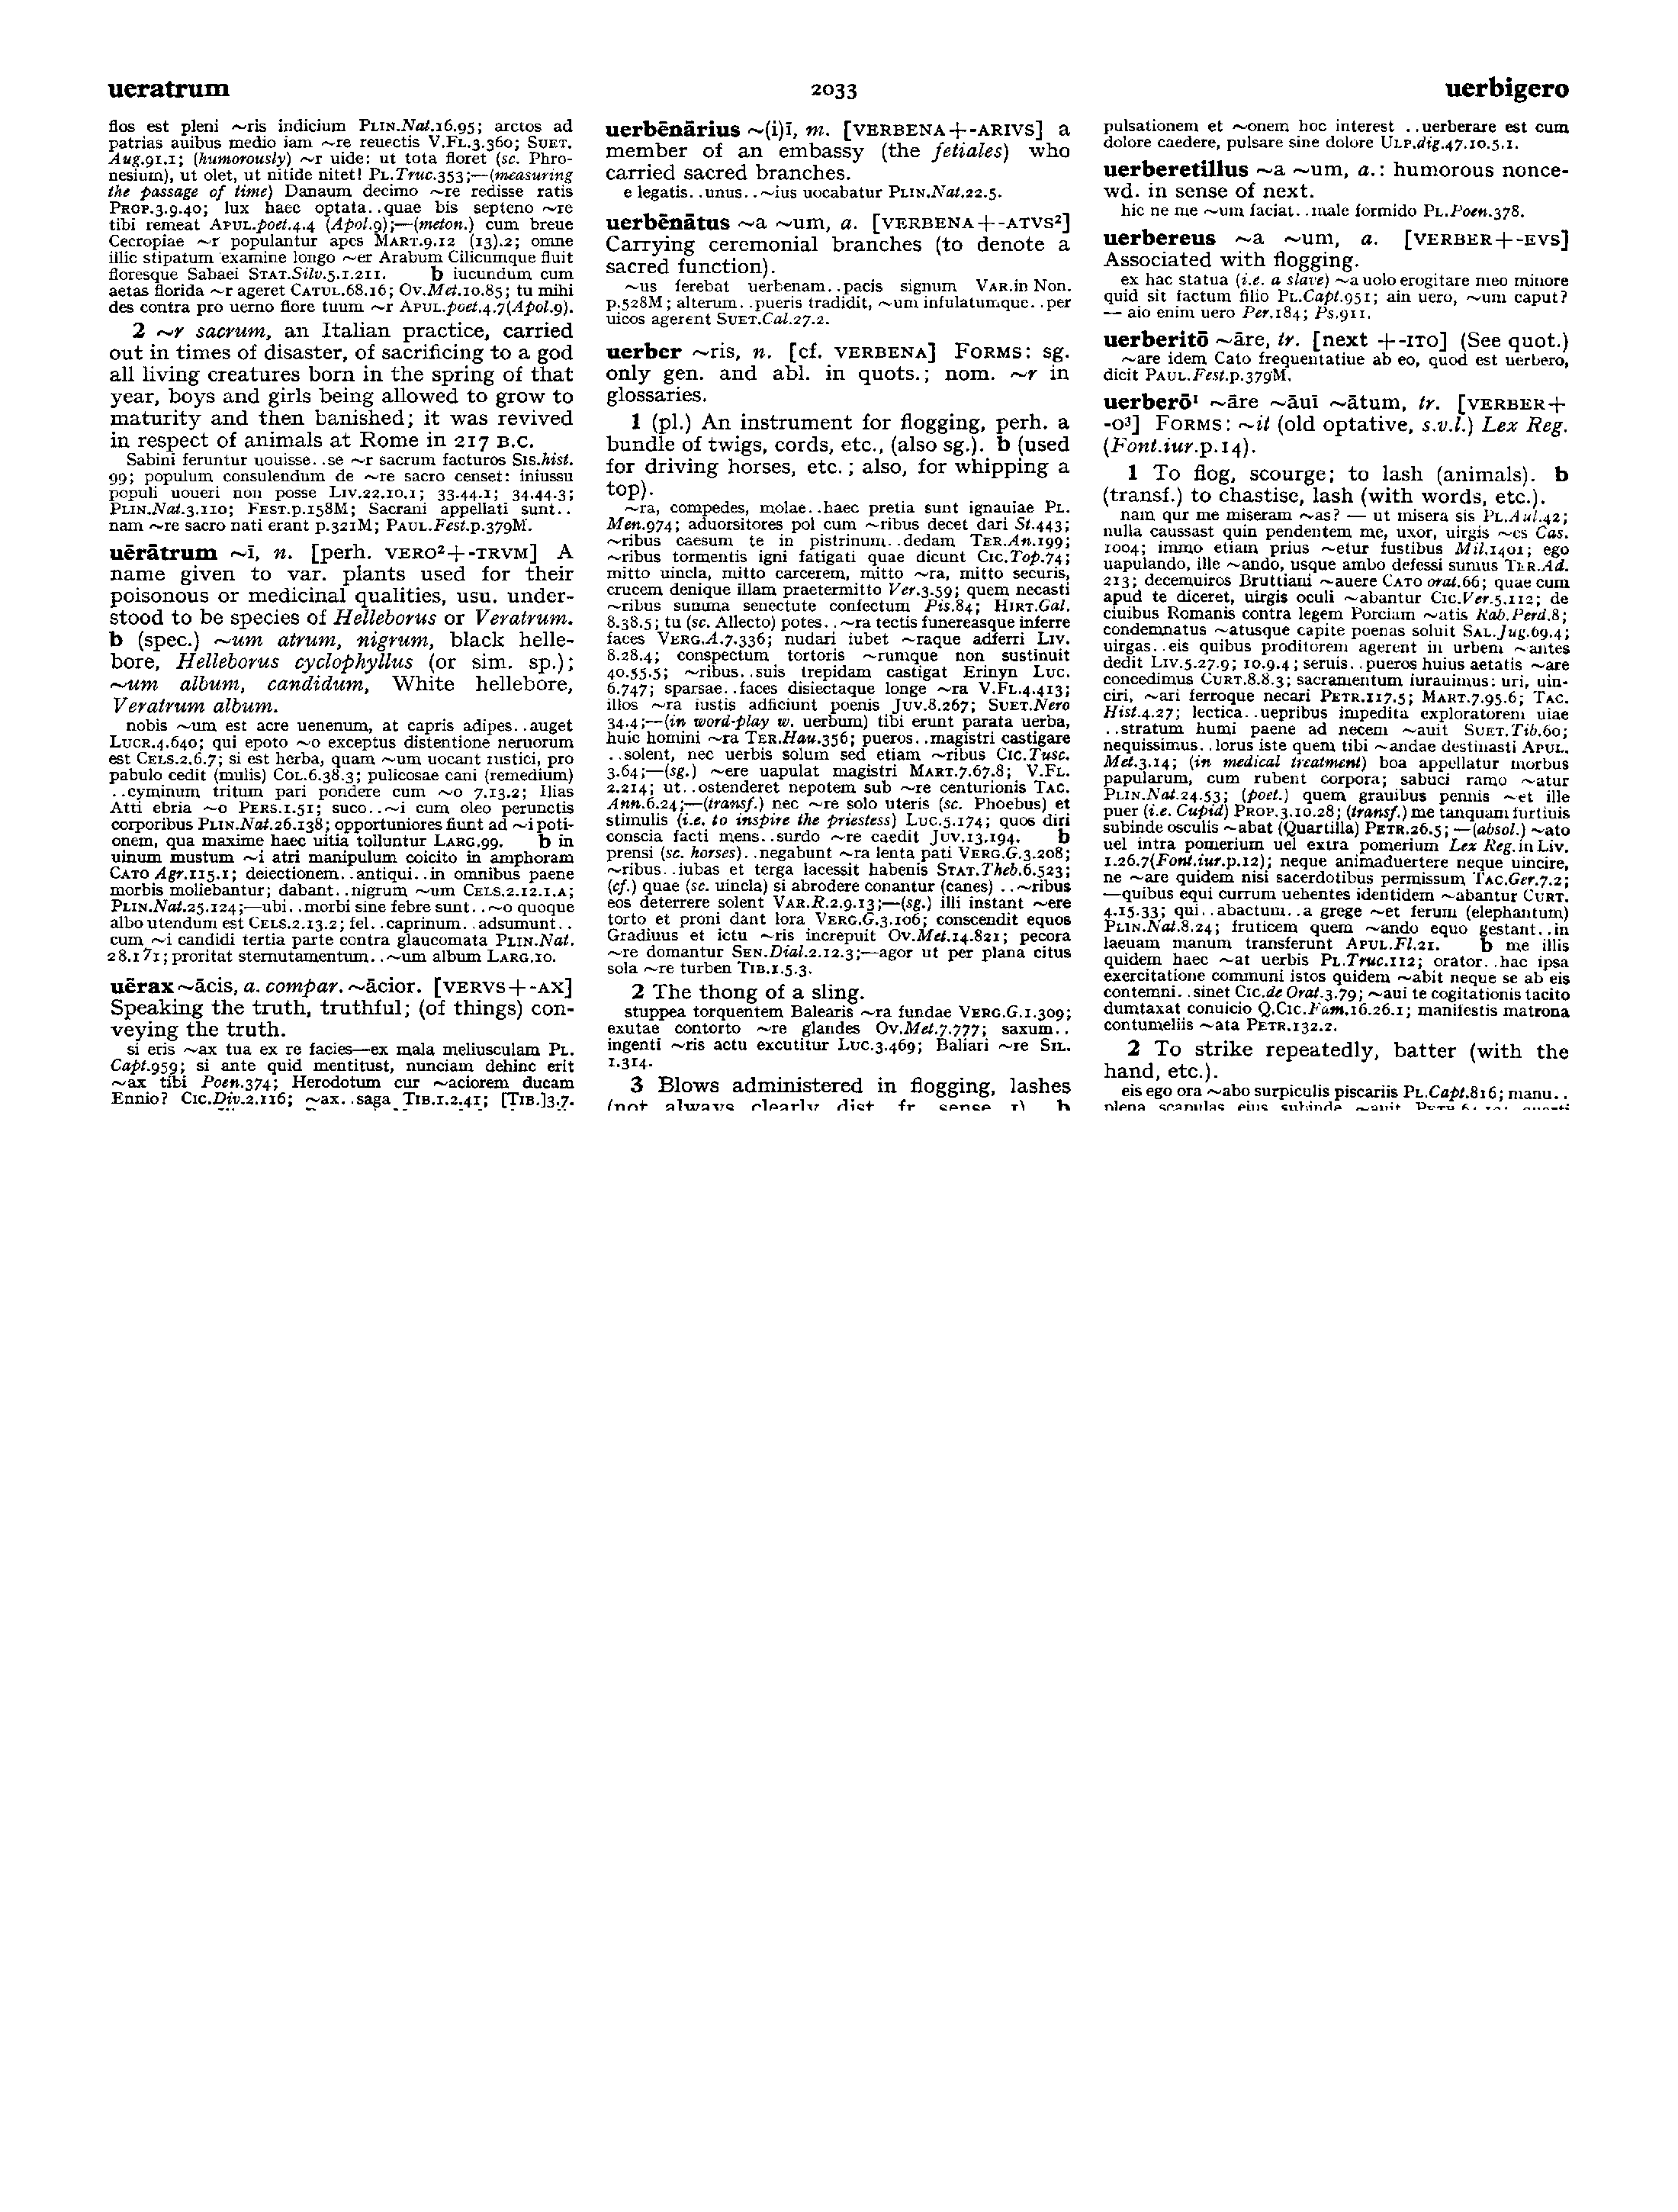 ueratrum
2033
uerbigero
flos est pleni ~ris indicium PLIN.Nat.16.95; arctos ad
patrias auibus medio iam ~re reuectis V.FL.3.360; SUET.
Aug.91.1; (humorously) ~r uide: ut tota floret (sc. Phro-
nesium), ut olet, ut nitide nitet! PL.Truc.353;—(measuring
the passage of time) Danaum decimo ~re redisse ratis
PROP.3.9.40; lux haec optata..quae bis septeno ~re
tibi remeat APUL.poet.4.4 (Apol.9);—(meton.) cum breue
Cecropiae ~r populantur apes MART.9.12 (13).2; omne
illic stipatum examine longo ~er Arabum Cilicumque fluit
floresque Sabaei STAT.Silv.5.1.211. b iucundum cum
aetas florida ~r ageret CATUL.68.16; OV.Met.10.85; tu mihi
des contra pro uerno flore tuum ~r APUL.poet.4.7(Apol.9).
2 ~r sacrum, an Italian practice, carried
out in times of disaster, of sacrificing to a god
all living creatures born in the spring of that
year, boys and girls being allowed to grow to
maturity and then banished; it was revived
in respect of animals at Rome in 217 B.C.
Sabini feruntur uouisse..se ~r sacrum facturos SIS.hist.
99; populum consulendum de ~re sacro censet: iniussu
populi uoueri non posse LIV.22.10.1; 33.44.1; 34.44.3;
PLIN.Nat.3.110; FEST.p.158M; Sacrani appellati sunt..
nam ~re sacro nati erant p.321M; PAUL.Fest.p.379M.
uērātrum ~ī, n. [perh. VERO²+-TRVM] A
name given to var. plants used for their
poisonous or medicinal qualities, usu. under-
stood to be species of Helleborus or Veratrum.
b (spec.) ~um atrum, nigrum, black helle-
bore, Helleborus cyclophyllus (or sim. sp.);
~um album, candidum, White hellebore,
Veratrum album.
nobis ~um est acre uenenum, at capris adipes..auget
LUCR.4.640; qui epoto ~o exceptus distentione neruorum
est CELS.2.6.7; si est herba, quam ~um uocant rustici, pro
pabulo cedit (mulis) COL.6.38.3; pulicosae cani (remedium)
..cyminum tritum pari pondere cum ~o 7.13.2; Ilias
Atti ebria ~o PERS.1.51; suco..~i cum oleo perunctis
corporibus PLIN.Nat.26.138; opportuniores fiunt ad ~i poti-
onem, qua maxime haec uitia tolluntur LARG.99. b in
uinum mustum ~i atri manipulum coicito in amphoram
CATO Agr.115.1; deiectionem..antiqui..in omnibus paene
morbis moliebantur; dabant..nigrum ~um CELS.2.12.1.A;
PLIN.Nat.25.124;—ubi..morbi sine febre sunt..~o quoque
albo utendum est CELS.2.13.2; fel..caprinum..adsumunt..
cum ~i candidi tertia parte contra glaucomata PLIN.Nat.
28.171; proritat sternutamentum..~um album LARG.10.
uērax ~ācis, a. compar. ~ācior. [VERVS+-AX]
Speaking the truth, truthful; (of things) con-
veying the truth.
si eris ~ax tua ex re facies—ex mala meliusculam PL.
Capt.959; si ante quid mentitust, nunciam dehinc erit
~ax tibi Poen.374; Herodotum cur ~aciorem ducam
Ennio? CIC.Div.2.116; ~ax..saga TIB.1.2.41; [TIB.]3.7.
uerbēnārius ~(i)ī, m. [VERBENA+-ARIVS] a
member of an embassy (the fetiales) who
carried sacred branches.
e legatis..unus..~ius uocabatur PLIN.Nat.22.5.
uerbēnātus ~a ~um, a. [VERBENA+-ATVS²]
Carrying ceremonial branches (to denote a
sacred function).
~us ferebat uerbenam..pacis signum VAR.in Non.
p.528M; alterum..pueris tradidit, ~um infulatumque..per
uicos agerent SUET.Cal.27.2.
uerber ~ris, n. [cf. VERBENA] FORMS: sg.
only gen. and abl. in quots.; nom. ~r in
glossaries.
1 (pl.) An instrument for flogging, perh. a
bundle of twigs, cords, etc., (also sg.). b (used
for driving horses, etc.; also, for whipping a
top).
~ra, compedes, molae..haec pretia sunt ignauiae PL.
Men.974; aduorsitores pol cum ~ribus decet dari St.443;
~ribus caesum te in pistrinum..dedam TER.An.199;
~ribus tormentis igni fatigati quae dicunt CIC.Top.74;
mitto uincla, mitto carcerem, mitto ~ra, mitto securis,
crucem denique illam praetermitto Ver.3.59; quem necasti
~ribus summa senectute confectum Pis.84; HIRT.Gal.
8.38.5; tu (sc. Allecto) potes..~ra tectis funereasque inferre
faces VERG.A.7.336; nudari iubet ~raque adferri LIV.
8.28.4; conspectum tortoris ~rumque non sustinuit
40.55.5; ~ribus..suis trepidam castigat Erinyn LUC.
6.747; sparsae..faces disiectaque longe ~ra V.FL.4.413;
illos ~ra iustis adficiunt poenis JUV.8.267; SUET.Nero
34.4;—(in word-play w. uerbum) tibi erunt parata uerba,
huic homini ~ra TER.Hau.356; pueros..magistri castigare
..solent, nec uerbis solum sed etiam ~ribus CIC.Tusc.
3.64;—(sg.) ~ere uapulat magistri MART.7.67.8; V.FL.
2.214; ut..ostenderet nepotem sub ~re centurionis TAC.
Ann.6.24;—(transf.) nec ~re solo uteris (sc. Phoebus) et
stimulis (i.e. to inspire the priestess) LUC.5.174; quos diri
conscia facti mens..surdo ~re caedit JUV.13.194. b
prensi (sc. horses)..negabunt ~ra lenta pati VERG.G.3.208;
~ribus..iubas et terga lacessit habenis STAT.Theb.6.523;
(cf.) quae (sc. uincla) si abrodere conantur (canes)..~ribus
eos deterrere solent VAR.R.2.9.13;—(sg.) illi instant ~ere
torto et proni dant lora VERG.G.3.106; conscendit equos
Gradiuus et ictu ~ris increpuit OV.Met.14.821; pecora
~re domantur SEN.Dial.2.12.3;—agor ut per plana citus
sola ~re turben TIB.1.5.3.
2 The thong of a sling.
stuppea torquentem Balearis ~ra fundae VERG.G.1.309;
exutae contorto ~re glandes OV.Met.7.777; saxum..
ingenti ~ris actu excutitur LUC.3.469; Baliari ~re SIL.
1.314.
3 Blows administered in flogging, lashes
(not always clearly dist. fr. sense 1). b
pulsationem et ~onem hoc interest..uerberare est cum
dolore caedere, pulsare sine dolore ULP.dig.47.10.5.1.
uerberetillus ~a ~um, a.: humorous nonce-
wd. in sense of next.
hic ne me ~um faciat..male formido PL.Poen.378.
uerbereus ~a ~um, a. [VERBER+-EVS]
Associated with flogging.
ex hac statua (i.e. a slave) ~a uolo erogitare meo minore
quid sit factum filio PL.Capt.951; ain uero, ~um caput?
— aio enim uero Per.184; Ps.911.
uerberitō ~āre, tr. [next +-ITO] (See quot.)
~are idem Cato frequentatiue ab eo, quod est uerbero,
dicit PAUL.Fest.p.379M.
uerberō¹ ~āre ~āuī ~ātum, tr. [VERBER+
-O³] FORMS: ~it (old optative, s.v.l.) Lex Reg.
(Font.iur.p.14).
1 To flog, scourge; to lash (animals). b
(transf.) to chastise, lash (with words, etc.).
nam qur me miseram ~as? — ut misera sis PL.Aul.42;
nulla caussast quin pendentem me, uxor, uirgis ~es Cas.
1004; immo etiam prius ~etur fustibus Mil.1401; ego
uapulando, ille ~ando, usque ambo defessi sumus TER.Ad.
213; decemuiros Bruttiani ~auere CATO orat.66; quae cum
apud te diceret, uirgis oculi ~abantur CIC.Ver.5.112; de
ciuibus Romanis contra legem Porciam ~atis Rab.Perd.8;
condemnatus ~atusque capite poenas soluit SAL.Jug.69.4;
uirgas..eis quibus proditorem agerent in urbem ~antes
dedit LIV.5.27.9; 10.9.4; seruis..pueros huius aetatis ~are
concedimus CURT.8.8.3; sacramentum iurauimus: uri, uin-
ciri, ~ari ferroque necari PETR.117.5; MART.7.95.6; TAC.
Hist.4.27; lectica..uepribus impedita exploratorem uiae
..stratum humi paene ad necem ~auit SUET.Tib.60;
nequissimus..lorus iste quem tibi ~andae destinasti APUL.
Met.3.14; (in medical treatment) boa appellatur morbus
papularum, cum rubent corpora; sabuci ramo ~atur
PLIN.Nat.24.53; (poet.) quem grauibus pennis ~et ille
puer (i.e. Cupid) PROP.3.10.28; (transf.) me tanquam furtiuis
subinde osculis ~abat (Quartilla) PETR.26.5;—(absol.) ~ato
uel intra pomerium uel extra pomerium Lex Reg.in LIV.
1.26.7(Font.iur.p.12); neque animaduertere neque uincire,
ne ~are quidem nisi sacerdotibus permissum TAC.Ger.7.2;
—quibus equi currum uehentes identidem ~abantur CURT.
4.15.33; qui..abactum..a grege ~et ferum (elephantum)
PLIN.Nat.8.24; fruticem quem ~ando equo gestant..in
laeuam manum transferunt APUL.Fl.21. b me illis
quidem haec ~at uerbis PL.Truc.112; orator..hac ipsa
exercitatione communi istos quidem ~abit neque se ab eis
contemni..sinet CIC.de Orat.3.79; ~aui te cogitationis tacito
dumtaxat conuicio Q.CIC.Fam.16.26.1; manifestis matrona
contumeliis ~ata PETR.132.2.
2 To strike repeatedly, batter (with the
hand, etc.).
eis ego ora ~abo surpiculis piscariis PL.Capt.816; manu..
plena scapulas eius subinde ~auit PETR.